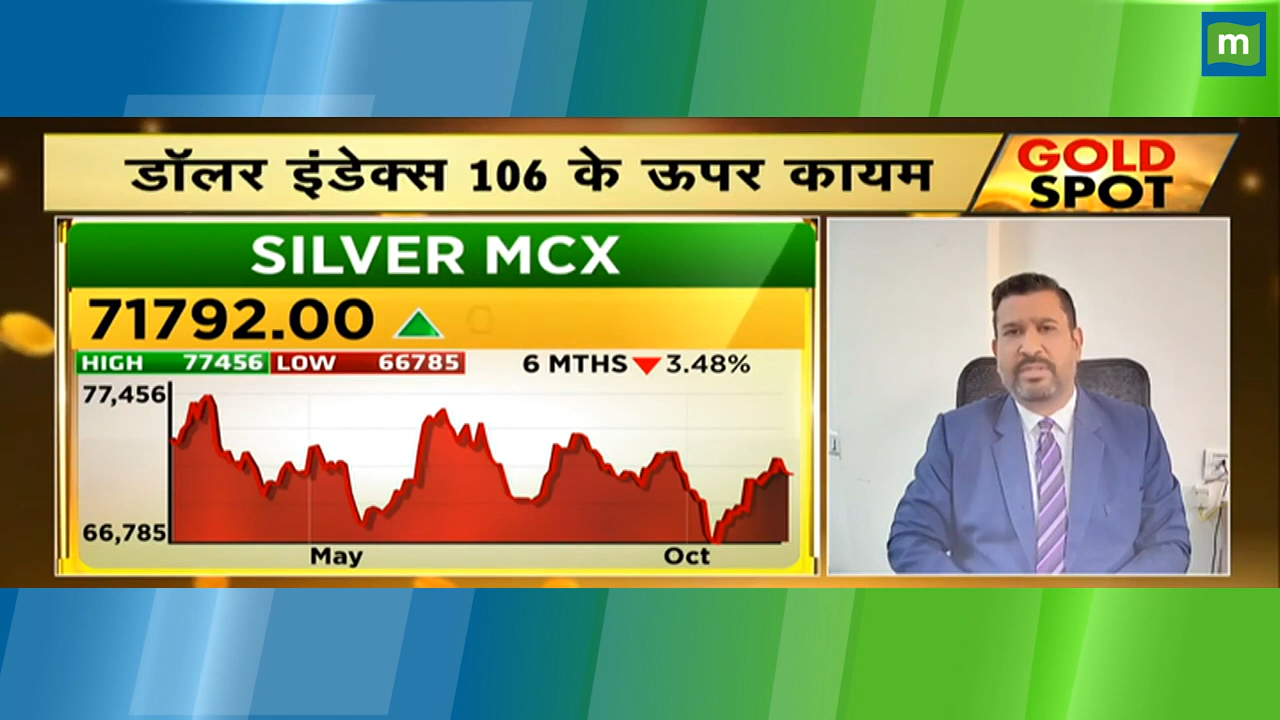 m
डॉलर इंडेक्स 106 के ऊपर कायम
GOLD
SPOT
SILVER MCX
71792.00
HIGH 77456 LOW 66785 6 MTHS 3.48%
77,456
66,785
May Oct